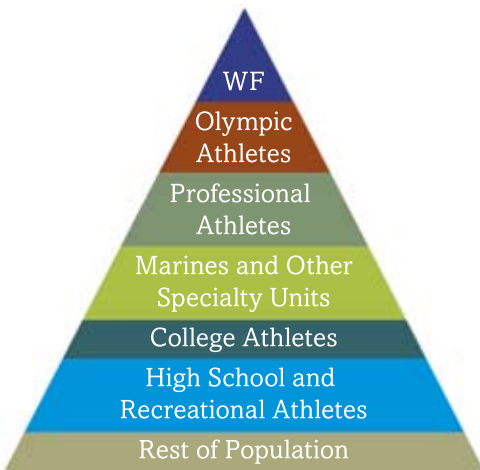 WF
Olympic
Athletes
Professional
Athletes
Marines and Other
Specialty Units
College Athletes
High School and
Recreational Athletes
Rest of Population